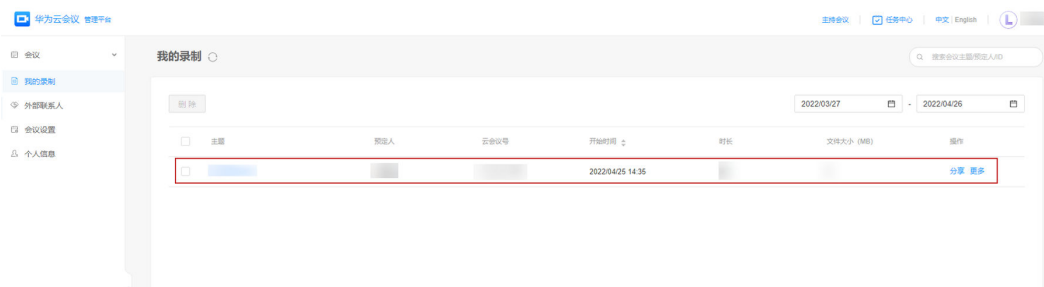 华为云会议 管理平台
主持会议 任务中心 中文 | English L
会议
我的录制
外部联系人
会议设置
个人信息
我的录制
搜索会议主题/预定人/ID
删除
2022/03/27 - 2022/04/26
主题 预定人 云会议号 开始时间 时长 文件大小 (MB) 操作
2022/04/25 14:35 分享 更多